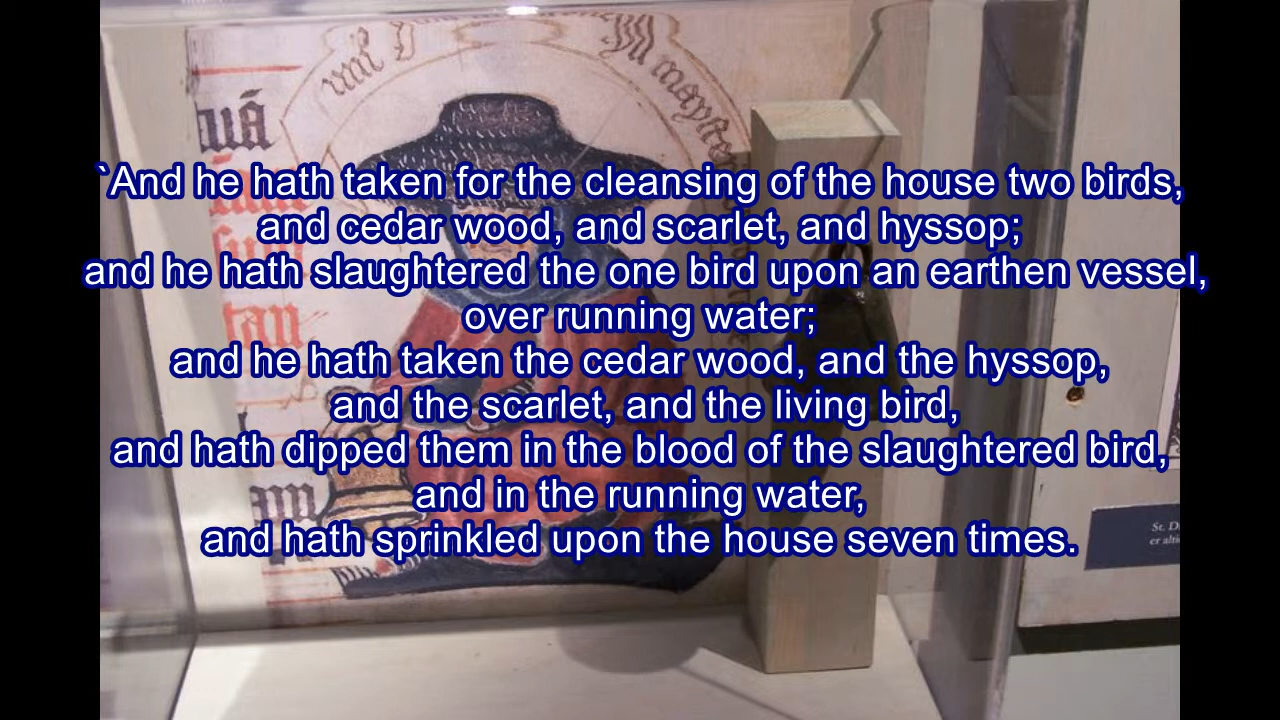 `And he hath taken for the cleansing of the house two birds,
and cedar wood, and scarlet, and hyssop;
and he hath slaughtered the one bird upon an earthen vessel,
over running water;
and he hath taken the cedar wood, and the hyssop,
and the scarlet, and the living bird,
and hath dipped them in the blood of the slaughtered bird,
and in the running water,
and hath sprinkled upon the house seven times.